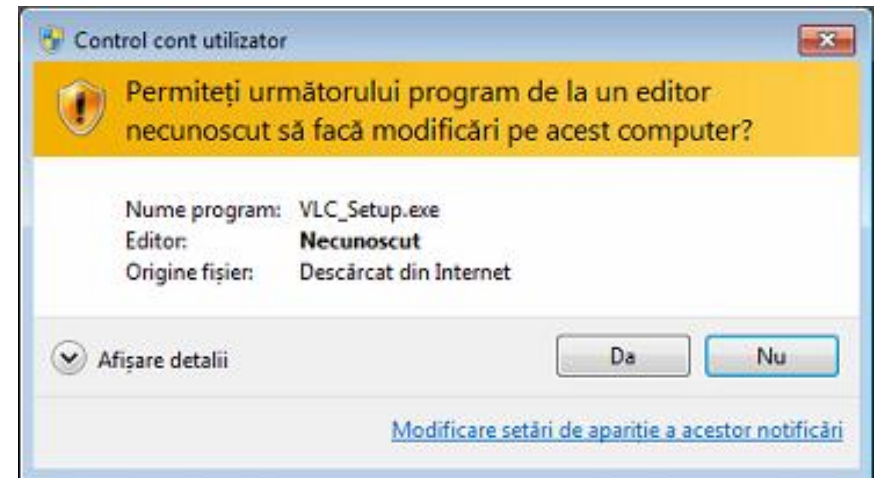 Control cont utilizator
Permiteți următorului program de la un editor
necunoscut să facă modificări pe acest computer?
Nume program: VLC_Setup.exe
Editor: Necunoscut
Origine fișier: Descărcat din Internet
Afișare detalii
Da
Nu
Modificare setări de apariție a acestor notificări